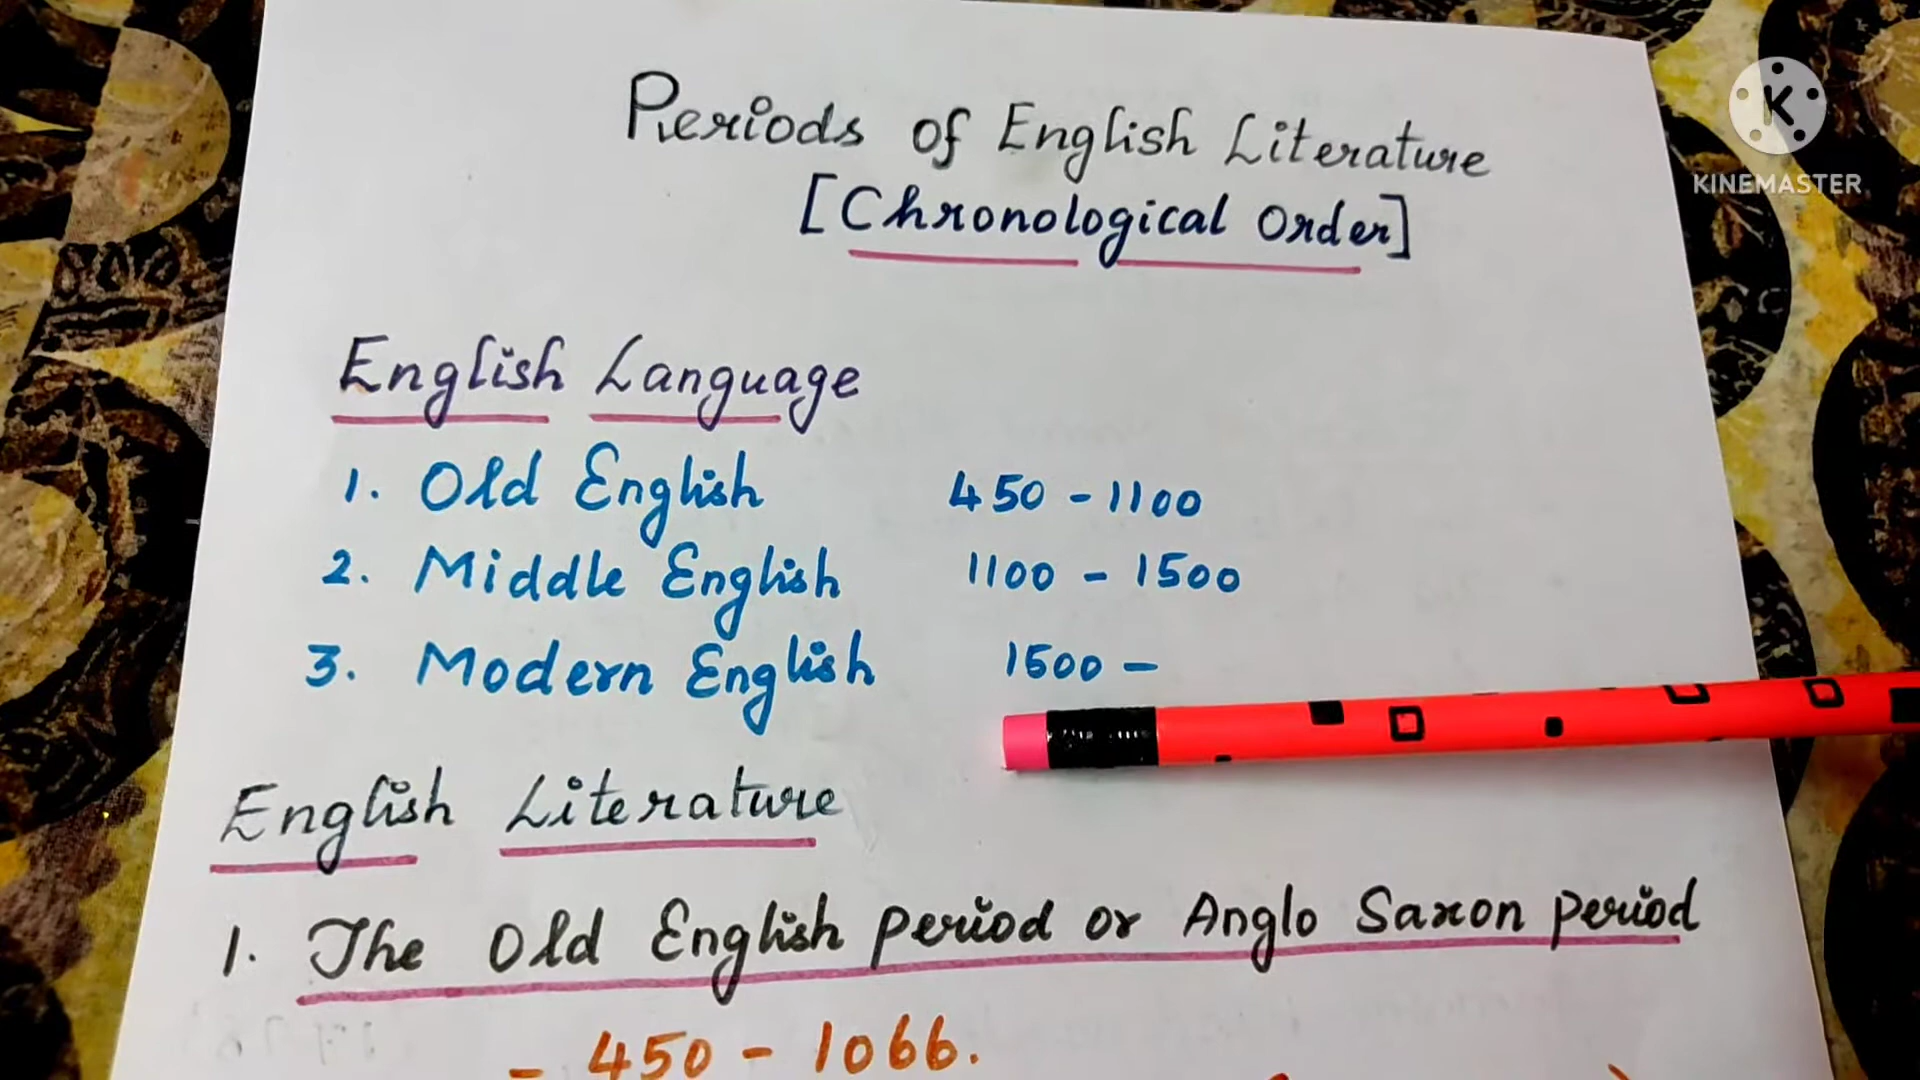 Periods of English Literature
[Chronological Order]
K
KINEMASTER
English Language
1. Old English 450 - 1100
2. Middle English 1100 - 1500
3. Modern English 1500 -
English Literature
1. The Old English period or Anglo Saxon period
- 450 - 1066.